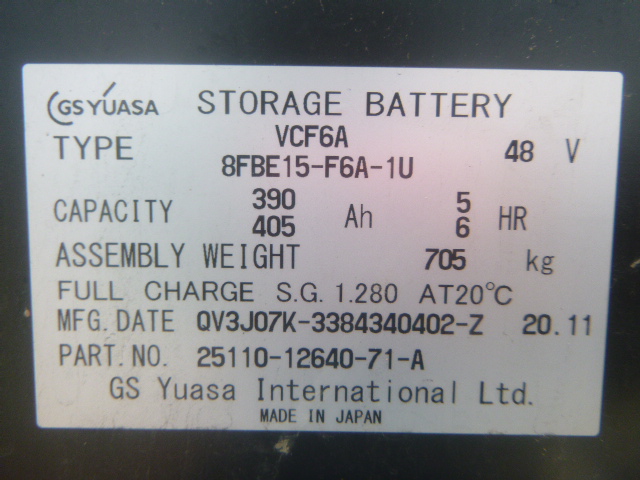 GS YUASA STORAGE BATTERY
TYPE VCF6A 48 V
8FBE15-F6A-1U
CAPACITY 390 Ah 5 HR
405 6
ASSEMBLY WEIGHT 705 kg
FULL CHARGE S.G. 1.280 AT20℃
MFG. DATE QV3J07K-3384340402-Z 20.11
PART. NO. 25110-12640-71-A
GS Yuasa International Ltd.
MADE IN JAPAN